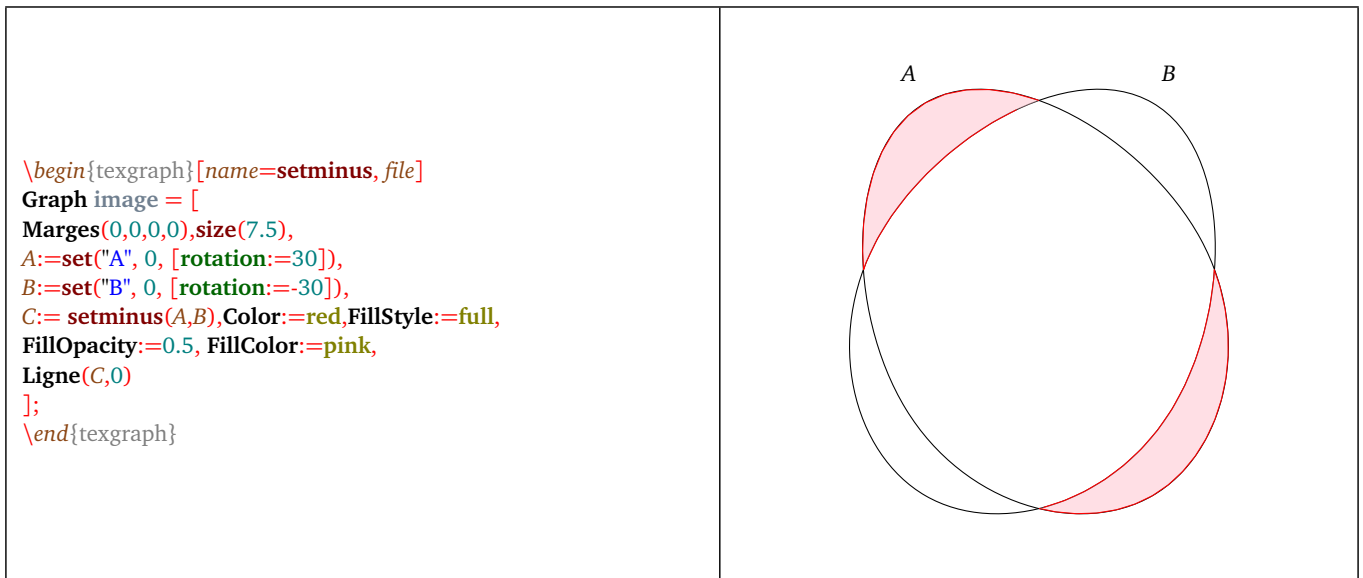 \begin{texgraph}[name=setminus, file]
Graph image = [
Marges(0,0,0,0),size(7.5),
A:=set("A", 0, [rotation:=30]),
B:=set("B", 0, [rotation:=-30]),
C:= setminus(A,B),Color:=red,FillStyle:=full,
FillOpacity:=0.5, FillColor:=pink,
Ligne(C,0)
];
\end{texgraph}
A
B